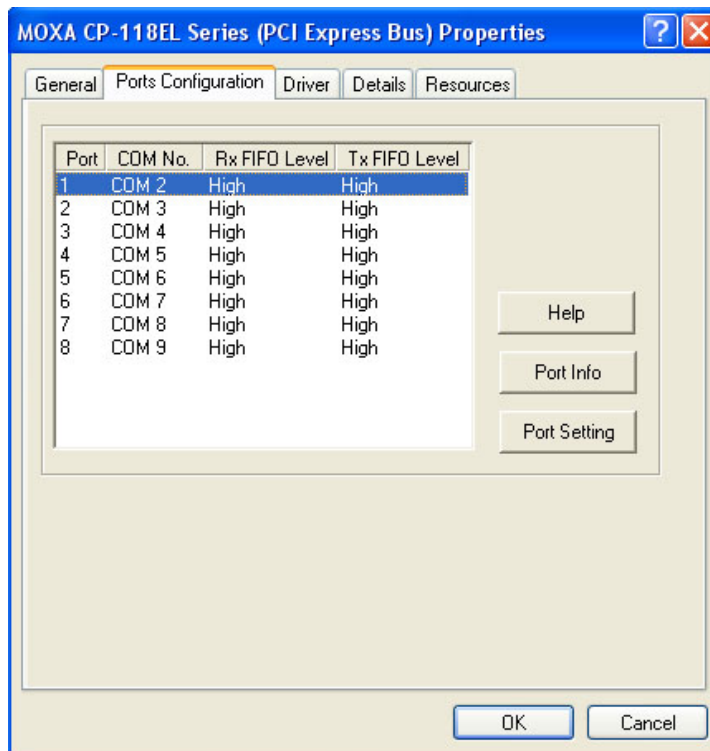 MOXA CP-118EL Series (PCI Express Bus) Properties
General Ports Configuration Driver Details Resources
Port COM No. Rx FIFO Level Tx FIFO Level
1 COM 2 High High
2 COM 3 High High
3 COM 4 High High
4 COM 5 High High
5 COM 6 High High
6 COM 7 High High
7 COM 8 High High
8 COM 9 High High
Help
Port Info
Port Setting
OK Cancel